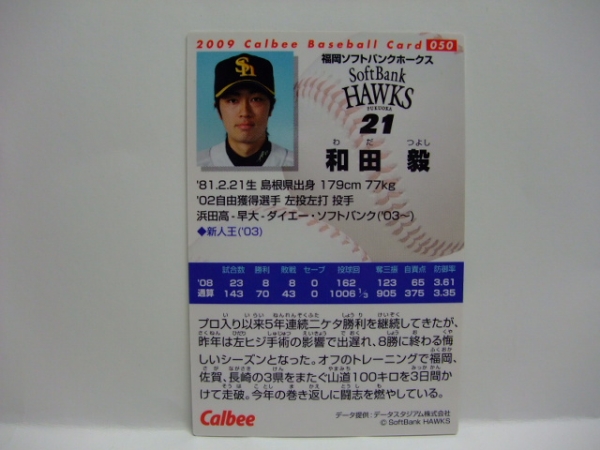 2009 Calbee Baseball Card 050
福岡ソフトバンクホークス
SoftBank
HAWKS
FUKUOKA
21
わ だ つよし
和田 毅
'81.2.21生 島根県出身 179cm 77kg
'02自由獲得選手 左投左打 投手
浜田高-早大-ダイエー・ソフトバンク('03~)
◆新人王('03)
試合数 勝利 敗戦 セーブ 投球回 奪三振 自責点 防御率
'08 23 8 8 0 162 123 65 3.61
通算 143 70 43 0 1006 1/3 905 375 3.35
プロ入り以来5年連続二ケタ勝利を継続してきたが、
昨年は左ヒジ手術の影響で出遅れ、8勝に終わる悔
しいシーズンとなった。オフのトレーニングで福岡、
佐賀、長崎の3県をまたぐ山道100キロを3日間か
けて走破。今年の巻き返しに闘志を燃やしている。
Calbee
データ提供:データスタジアム株式会社
© SoftBank HAWKS
SH